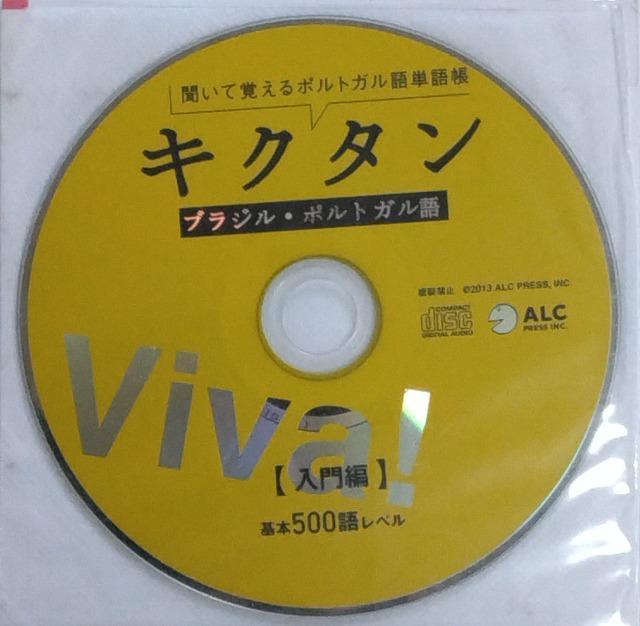 聞いて覚えるポルトガル語単語帳
キクタン
ブラジル・ポルトガル語
複製禁止 ©2013 ALC PRESS, INC.
COMPACT
disc
DIGITAL AUDIO
ALC
PRESS INC.
Viva!
【入門編】
基本500語レベル